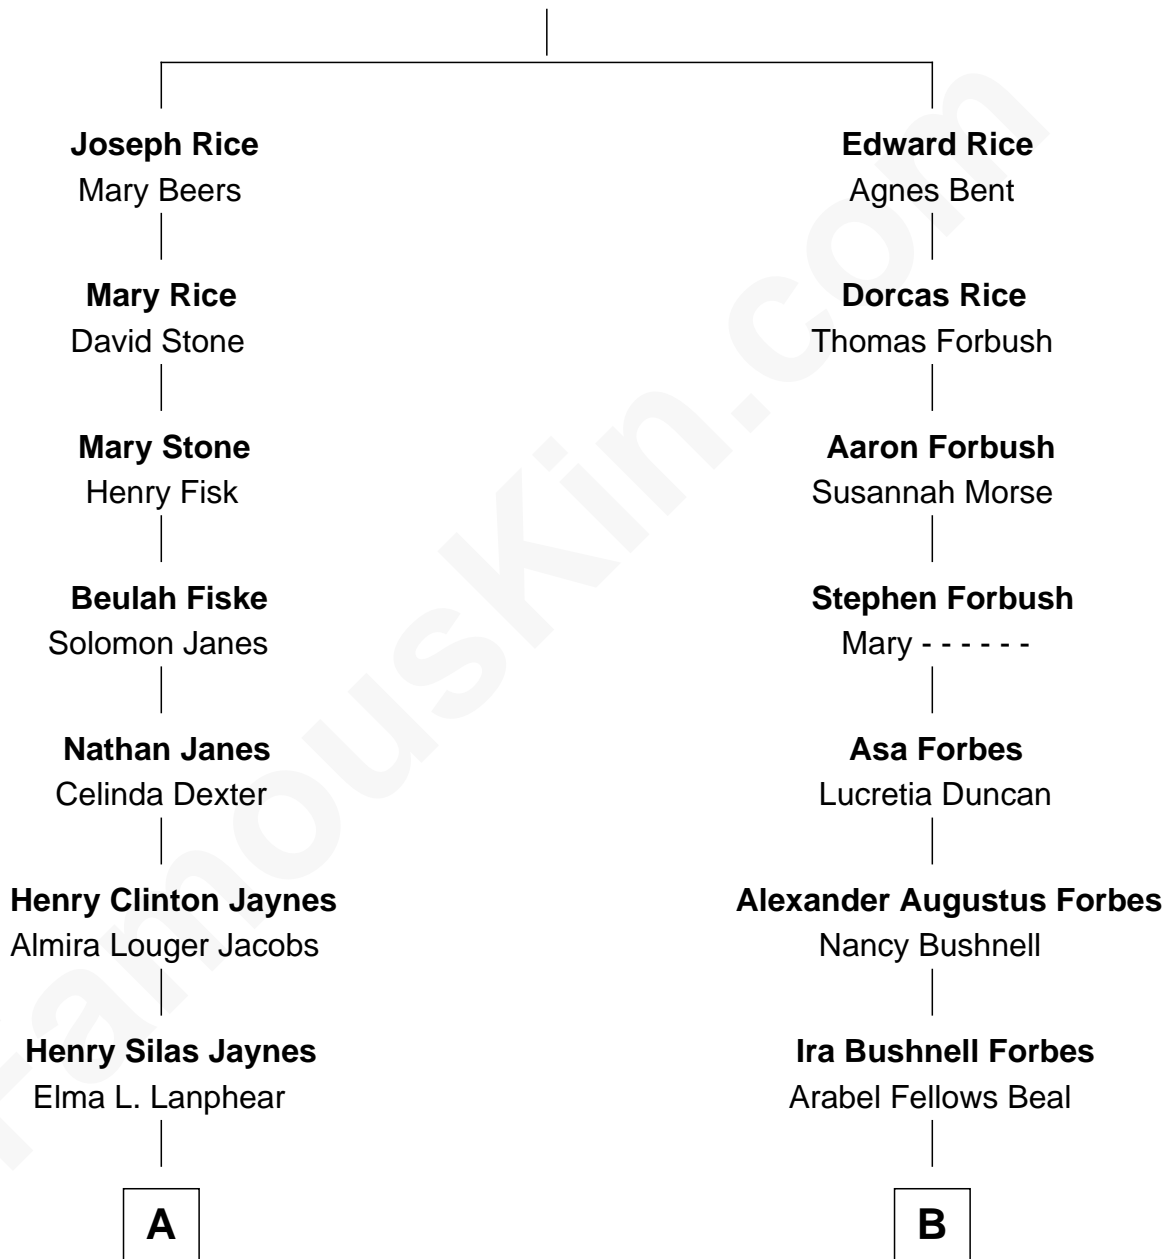 Joseph Rice
Mary Beers
Mary Rice
David Stone
Mary Stone
Henry Fisk
Beulah Fiske
Solomon Janes
Nathan Janes
Celinda Dexter
Henry Clinton Jaynes
Almira Louger Jacobs
Henry Silas Jaynes
Elma L. Lanphear
A
Edward Rice
Agnes Bent
Dorcas Rice
Thomas Forbush
Aaron Forbush
Susannah Morse
Stephen Forbush
Mary - - - - - -
Asa Forbes
Lucretia Duncan
Alexander Augustus Forbes
Nancy Bushnell
Ira Bushnell Forbes
Arabel Fellows Beal
B
FamousKin.com